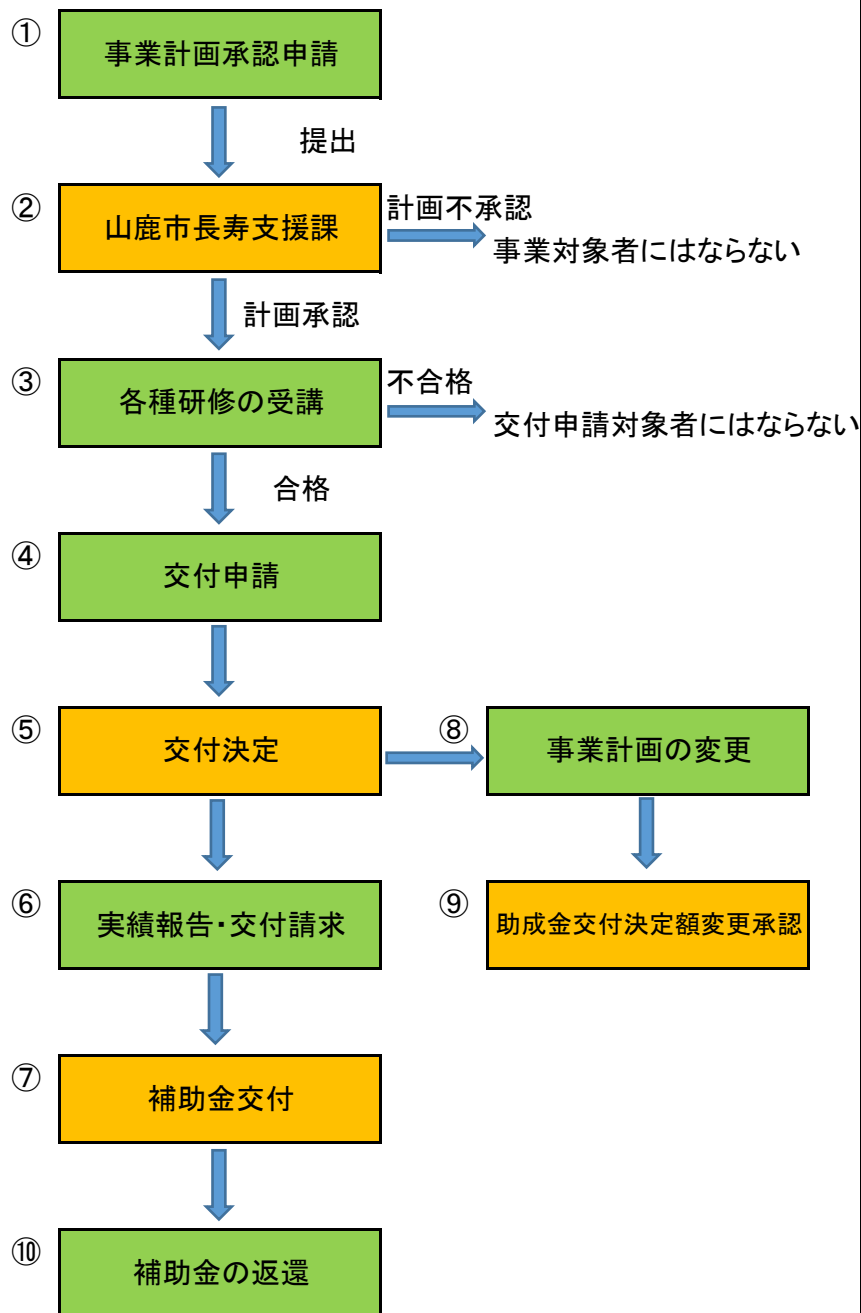 ①
事業計画承認申請
提出
②
山鹿市長寿支援課
計画不承認
事業対象者にはならない
計画承認
③
各種研修の受講
不合格
交付申請対象者にはならない
合格
④
交付申請
⑤
交付決定
⑧
事業計画の変更
⑥
実績報告・交付請求
⑨
助成金交付決定額変更承認
⑦
補助金交付
⑩
補助金の返還